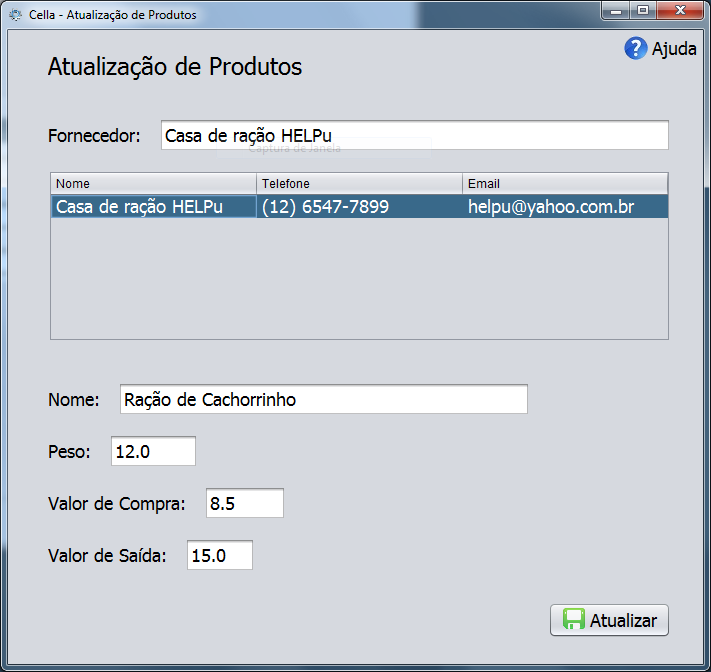 Cella - Atualização de Produtos
Ajuda
Atualização de Produtos
Fornecedor: Casa de ração HELPu
Captura de Janela
Nome Telefone Email
Casa de ração HELPu (12) 6547-7899 helpu@yahoo.com.br
Nome: Ração de Cachorrinho
Peso: 12.0
Valor de Compra: 8.5
Valor de Saída: 15.0
Atualizar